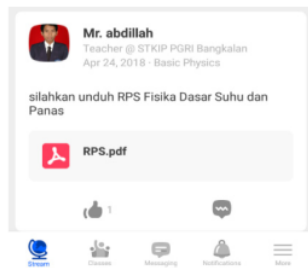 Mr. abdillah
Teacher @ STKIP PGRI Bangkalan
Apr 24, 2018 · Basic Physics
silahkan unduh RPS Fisika Dasar Suhu dan
Panas
RPS.pdf
1
Stream Classes Messaging Notifications More